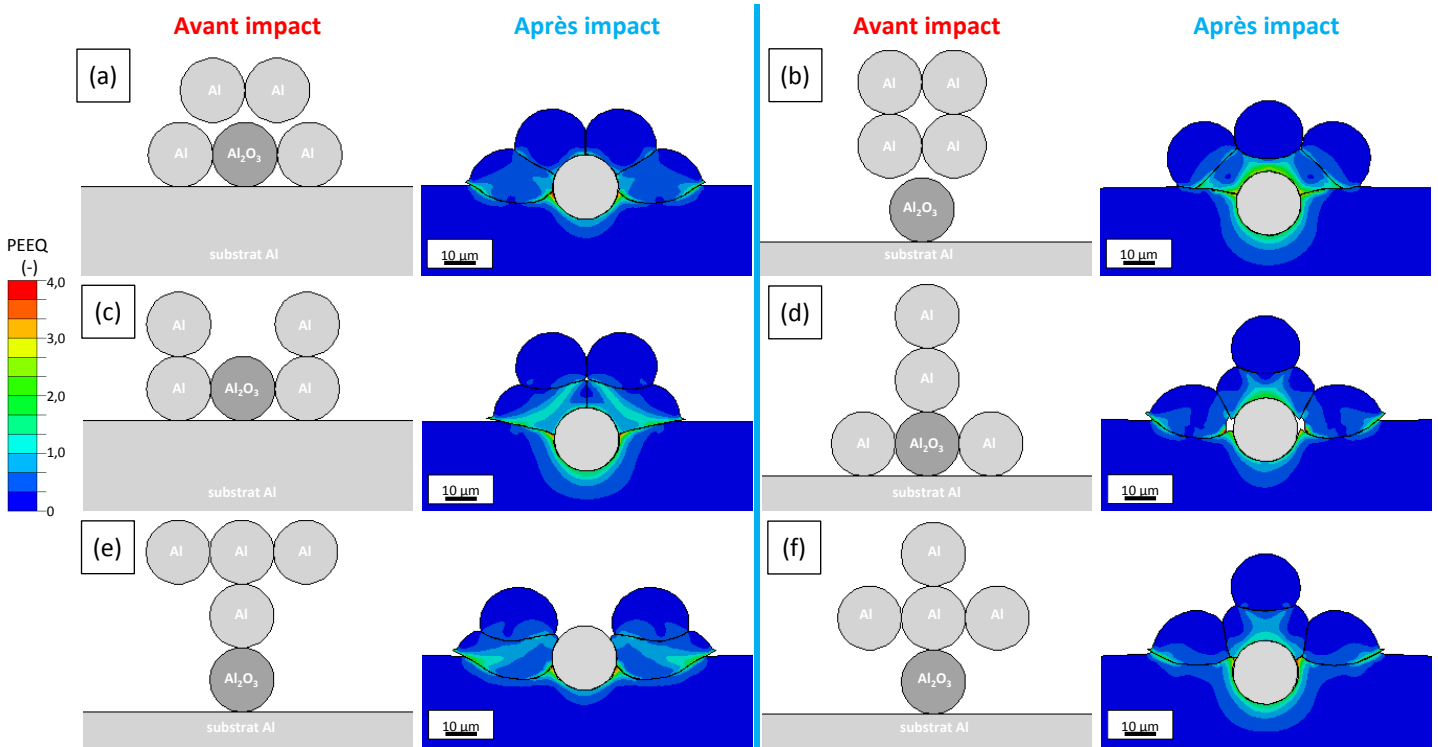 Avant impact
Après impact
Avant impact
Après impact
(a)
Al
Al
Al
Al₂O₃
Al
substrat Al
10 µm
(b)
Al
Al
Al
Al
Al₂O₃
substrat Al
10 µm
PEEQ
(-)
4,0
3,0
2,0
1,0
0
(c)
Al
Al
Al
Al₂O₃
Al
substrat Al
10 µm
(d)
Al
Al
Al
Al₂O₃
Al
substrat Al
10 µm
(e)
Al
Al
Al
Al
Al₂O₃
substrat Al
10 µm
(f)
Al
Al
Al
Al
Al₂O₃
substrat Al
10 µm